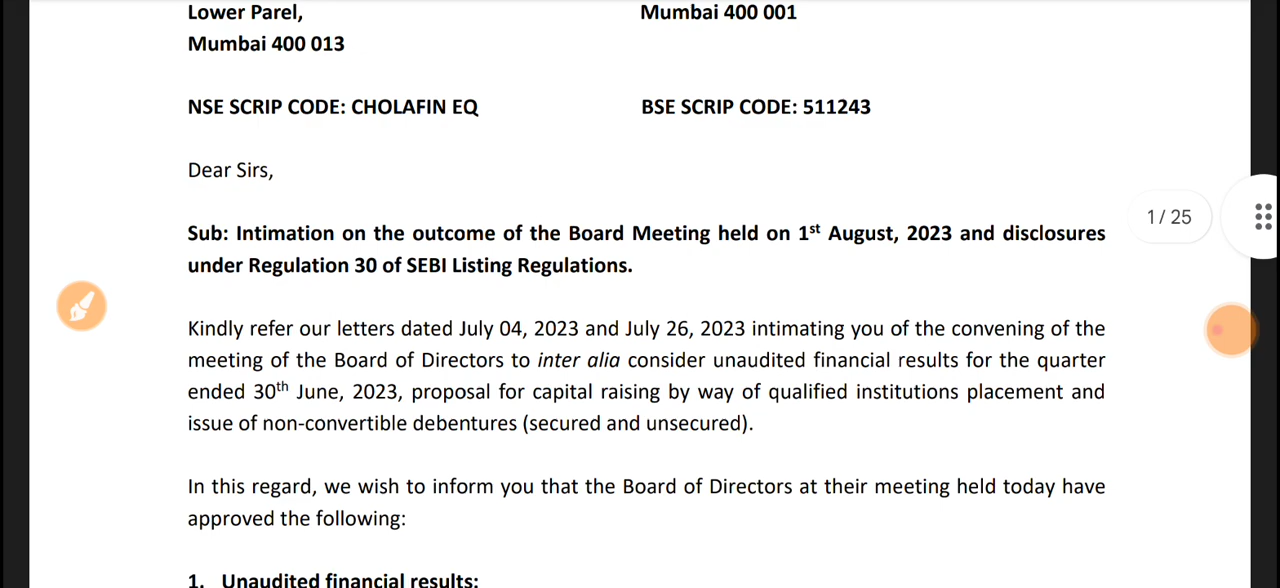 Lower Parel, Mumbai 400 001
Mumbai 400 013
NSE SCRIP CODE: CHOLAFIN EQ BSE SCRIP CODE: 511243
Dear Sirs,
1 / 25
Sub: Intimation on the outcome of the Board Meeting held on 1st August, 2023 and disclosures
under Regulation 30 of SEBI Listing Regulations.
Kindly refer our letters dated July 04, 2023 and July 26, 2023 intimating you of the convening of the
meeting of the Board of Directors to inter alia consider unaudited financial results for the quarter
ended 30th June, 2023, proposal for capital raising by way of qualified institutions placement and
issue of non-convertible debentures (secured and unsecured).
In this regard, we wish to inform you that the Board of Directors at their meeting held today have
approved the following:
1. Unaudited financial results: